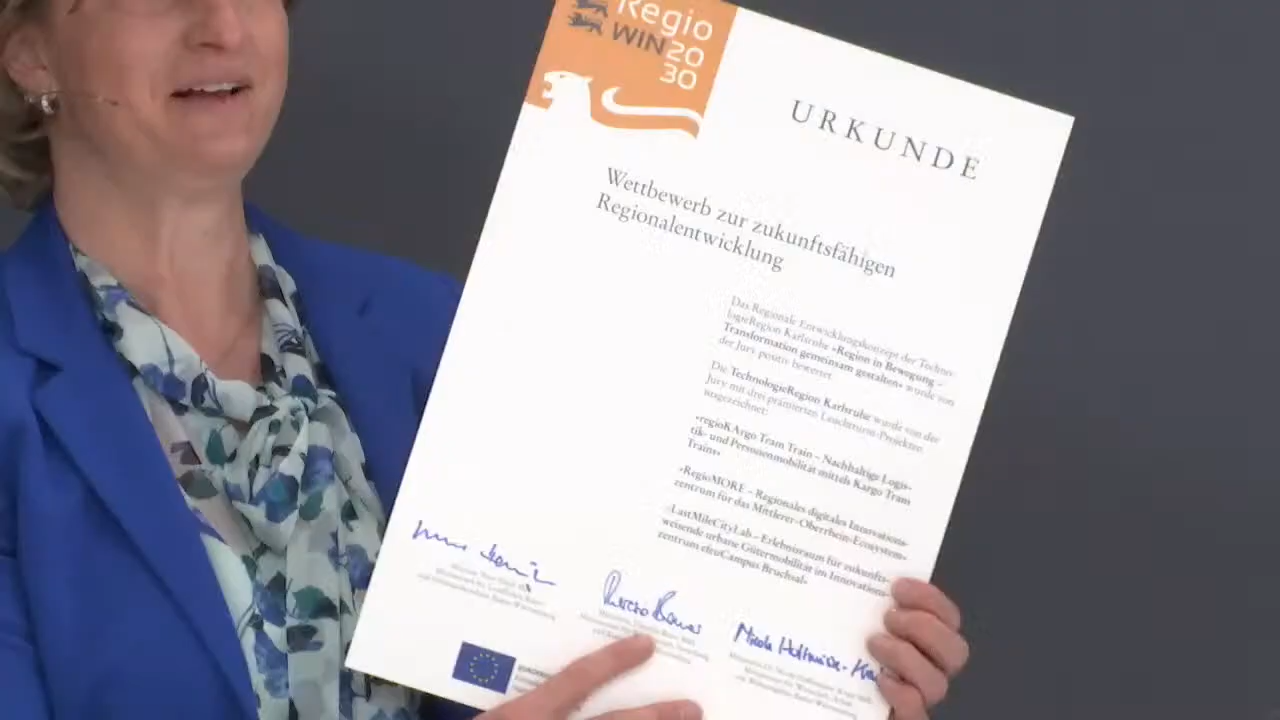 Regio
WIN 20
30
URKUNDE
Wettbewerb zur zukunftsfähigen
Regionalentwicklung
Das Regionale Entwicklungskonzept der Techno-
logieRegion Karlsruhe »Region in Bewegung –
Transformation gemeinsam gestalten« wurde von
der Jury positiv bewertet.
Die TechnologieRegion Karlsruhe wurde von der
Jury mit drei prämierten Leuchtturm-Projekten
ausgezeichnet:
»regioKArgo Tram Train – Nachhaltige Logis-
tik- und Personenmobilität mittels Kargo Tram
Trains«
»RegioMORE – Regionales digitales Innovations-
zentrum für das Mittlerer-Oberrhein-Ecosystem«
»LastMileCityLab – Erlebnisraum für zukunfts-
weisende urbane Gütermobilität im Innovations-
zentrum efeuCampus Bruchsal«